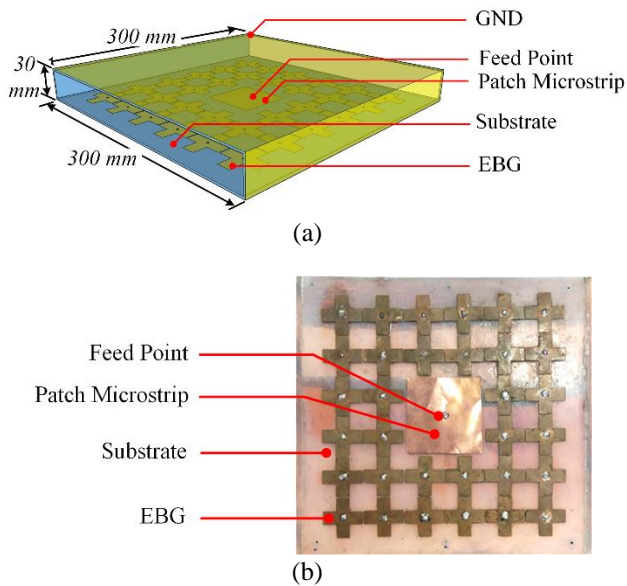 300 mm
GND
30
mm
Feed Point
Patch Microstrip
Substrate
300 mm
EBG
(a)
Feed Point
Patch Microstrip
Substrate
EBG
(b)